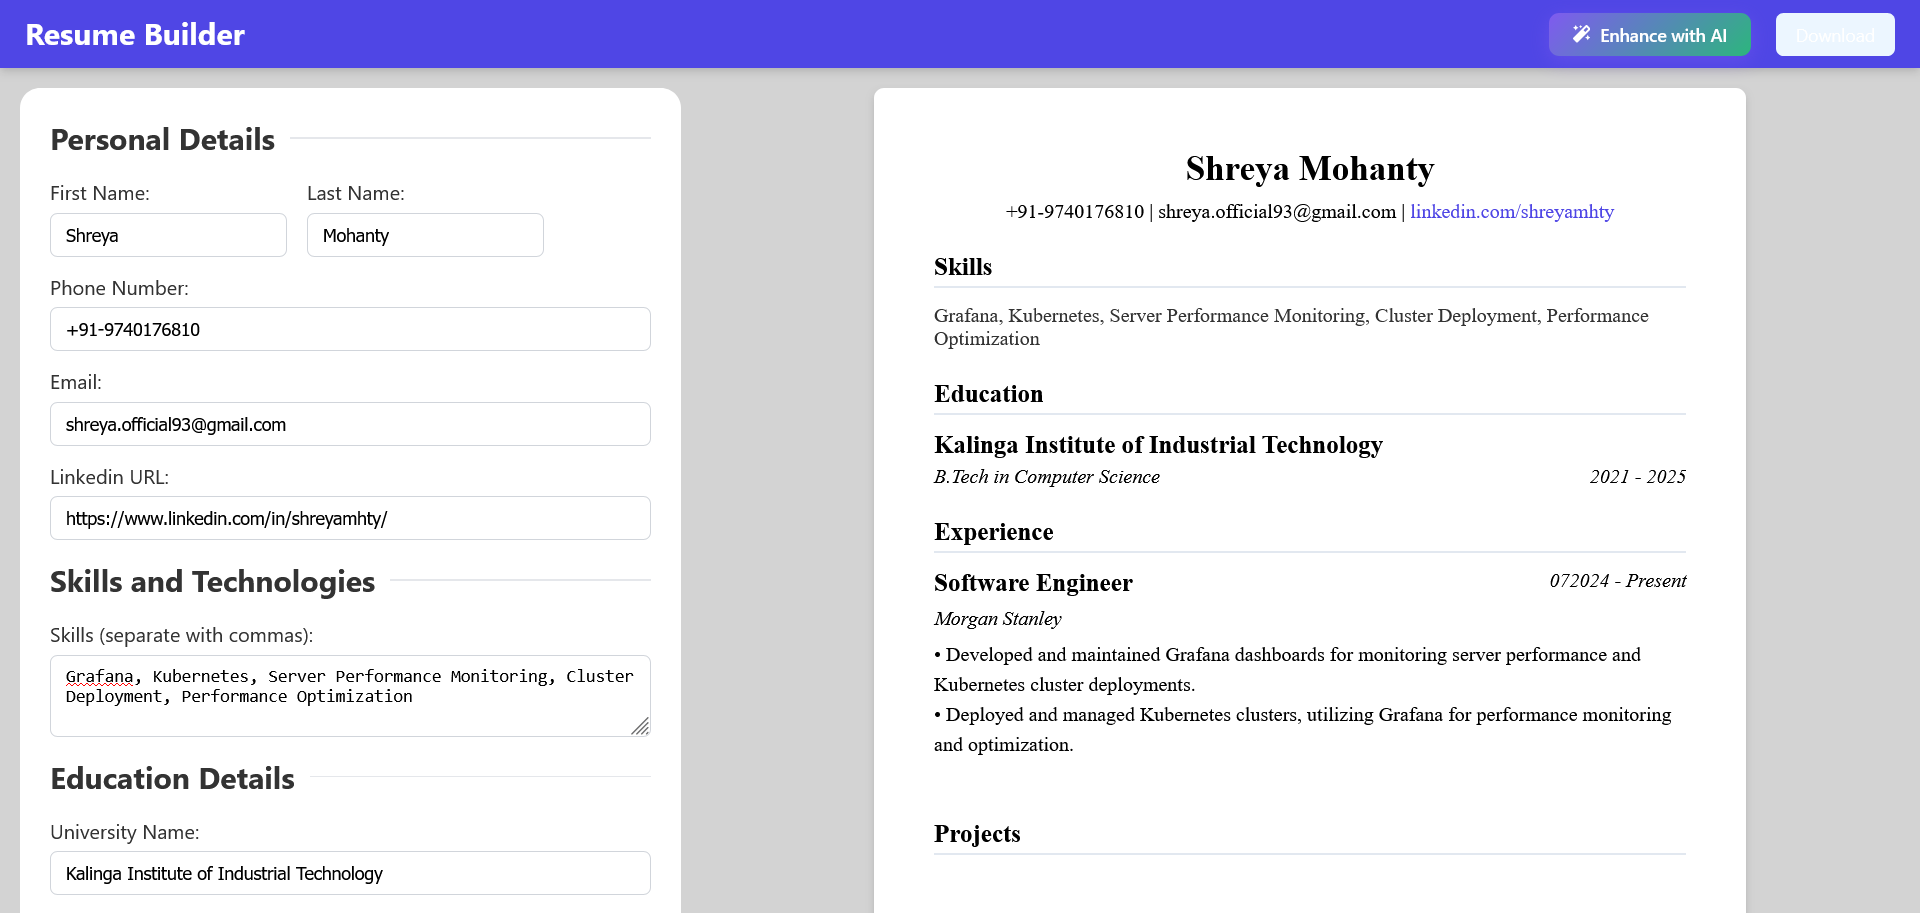 Resume Builder
Enhance with AI
Download
Personal Details
First Name:
Last Name:
Shreya
Mohanty
Phone Number:
+91-9740176810
Email:
shreya.official93@gmail.com
Linkedin URL:
https://www.linkedin.com/in/shreyamhty/
Skills and Technologies
Skills (separate with commas):
Grafana, Kubernetes, Server Performance Monitoring, Cluster
Deployment, Performance Optimization
Education Details
University Name:
Kalinga Institute of Industrial Technology
Shreya Mohanty
+91-9740176810 | shreya.official93@gmail.com | linkedin.com/shreyamhty
Skills
Grafana, Kubernetes, Server Performance Monitoring, Cluster Deployment, Performance
Optimization
Education
Kalinga Institute of Industrial Technology
B.Tech in Computer Science
2021 - 2025
Experience
Software Engineer
072024 - Present
Morgan Stanley
• Developed and maintained Grafana dashboards for monitoring server performance and
Kubernetes cluster deployments.
• Deployed and managed Kubernetes clusters, utilizing Grafana for performance monitoring
and optimization.
Projects